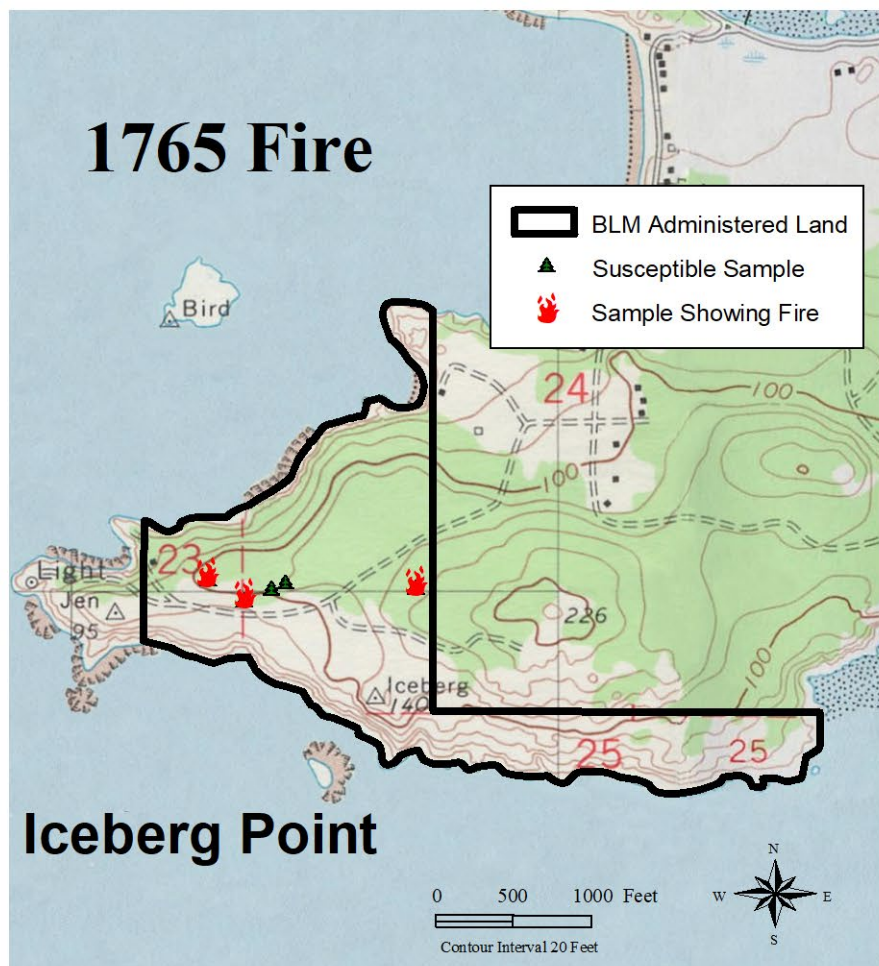 1765 Fire
BLM Administered Land
Susceptible Sample
Sample Showing Fire
Bird
24
100
100
23
Light
Jen
95
226
100
Iceberg
140
25
25
Iceberg Point
N
W
E
S
0 500 1000 Feet
Contour Interval 20 Feet